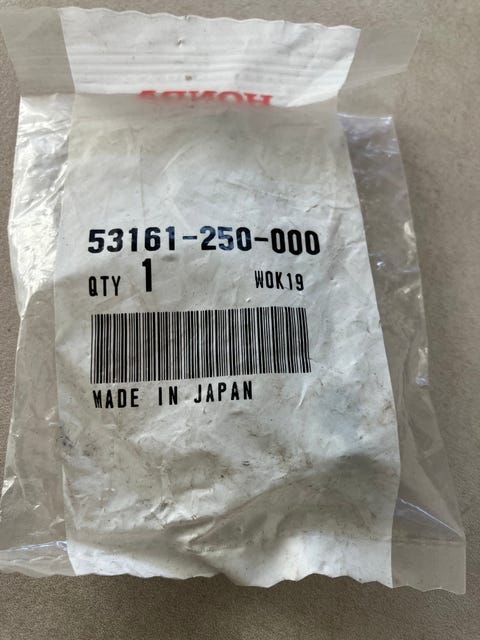 HONDA
53161-250-000
QTY 1 WOK19
MADE IN JAPAN